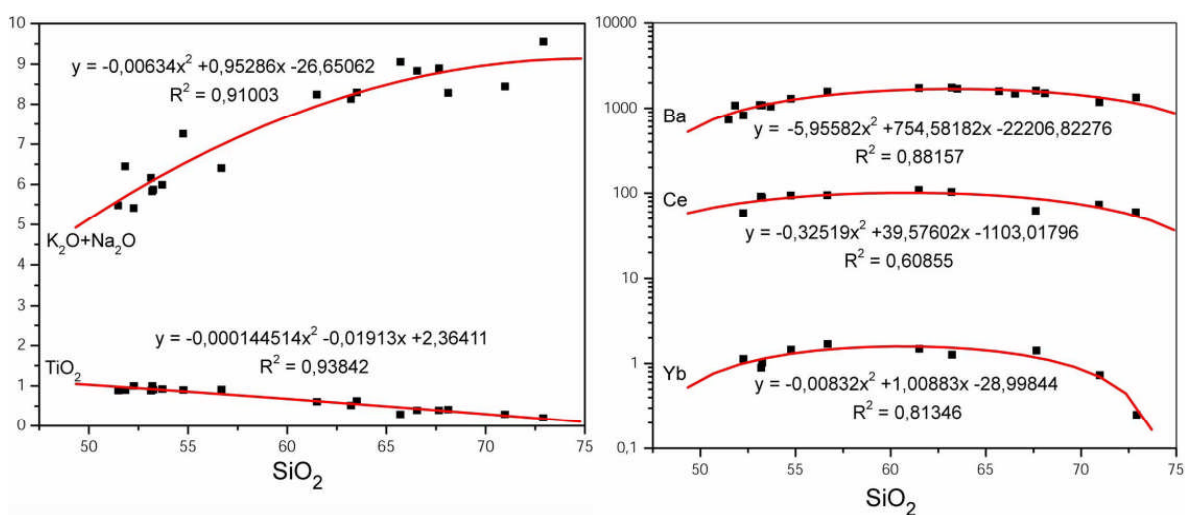 10
9
8
7
6
5
4
3
2
1
0
y = -0,00634x² +0,95286x -26,65062
R² = 0,91003
K₂O+Na₂O
y = -0,000144514x² -0,01913x +2,36411
R² = 0,93842
TiO₂
50 55 60 65 70 75
SiO₂
10000
1000
100
10
1
0,1
Ba
y = -5,95582x² +754,58182x -22206,82276
R² = 0,88157
Ce
y = -0,32519x² +39,57602x -1103,01796
R² = 0,60855
Yb
y = -0,00832x² +1,00883x -28,99844
R² = 0,81346
50 55 60 65 70 75
SiO₂